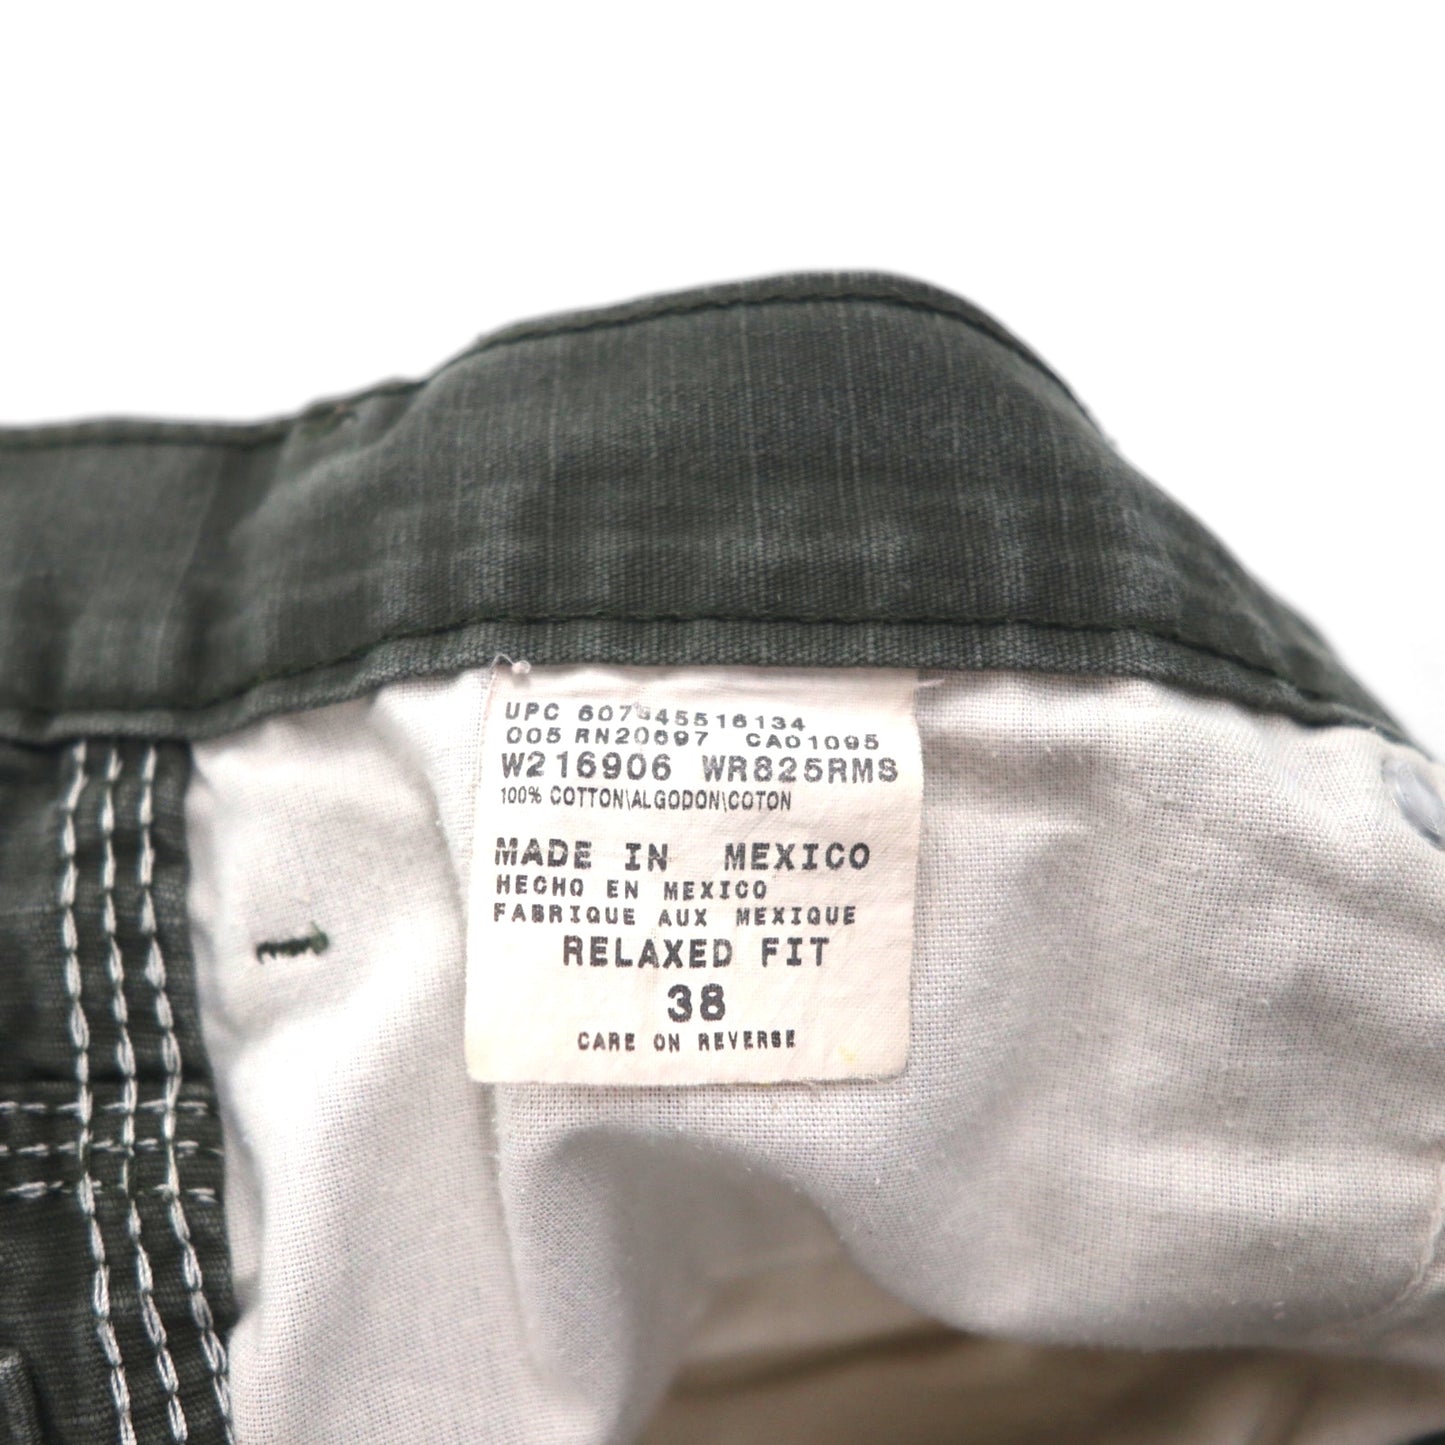 UPC 607645516134
005 RN20697 CA01095
W216906 WR825RMS
100% COTTON\ALGODON\COTON
MADE IN MEXICO
HECHO EN MEXICO
FABRIQUE AUX MEXIQUE
RELAXED FIT
38
CARE ON REVERSE